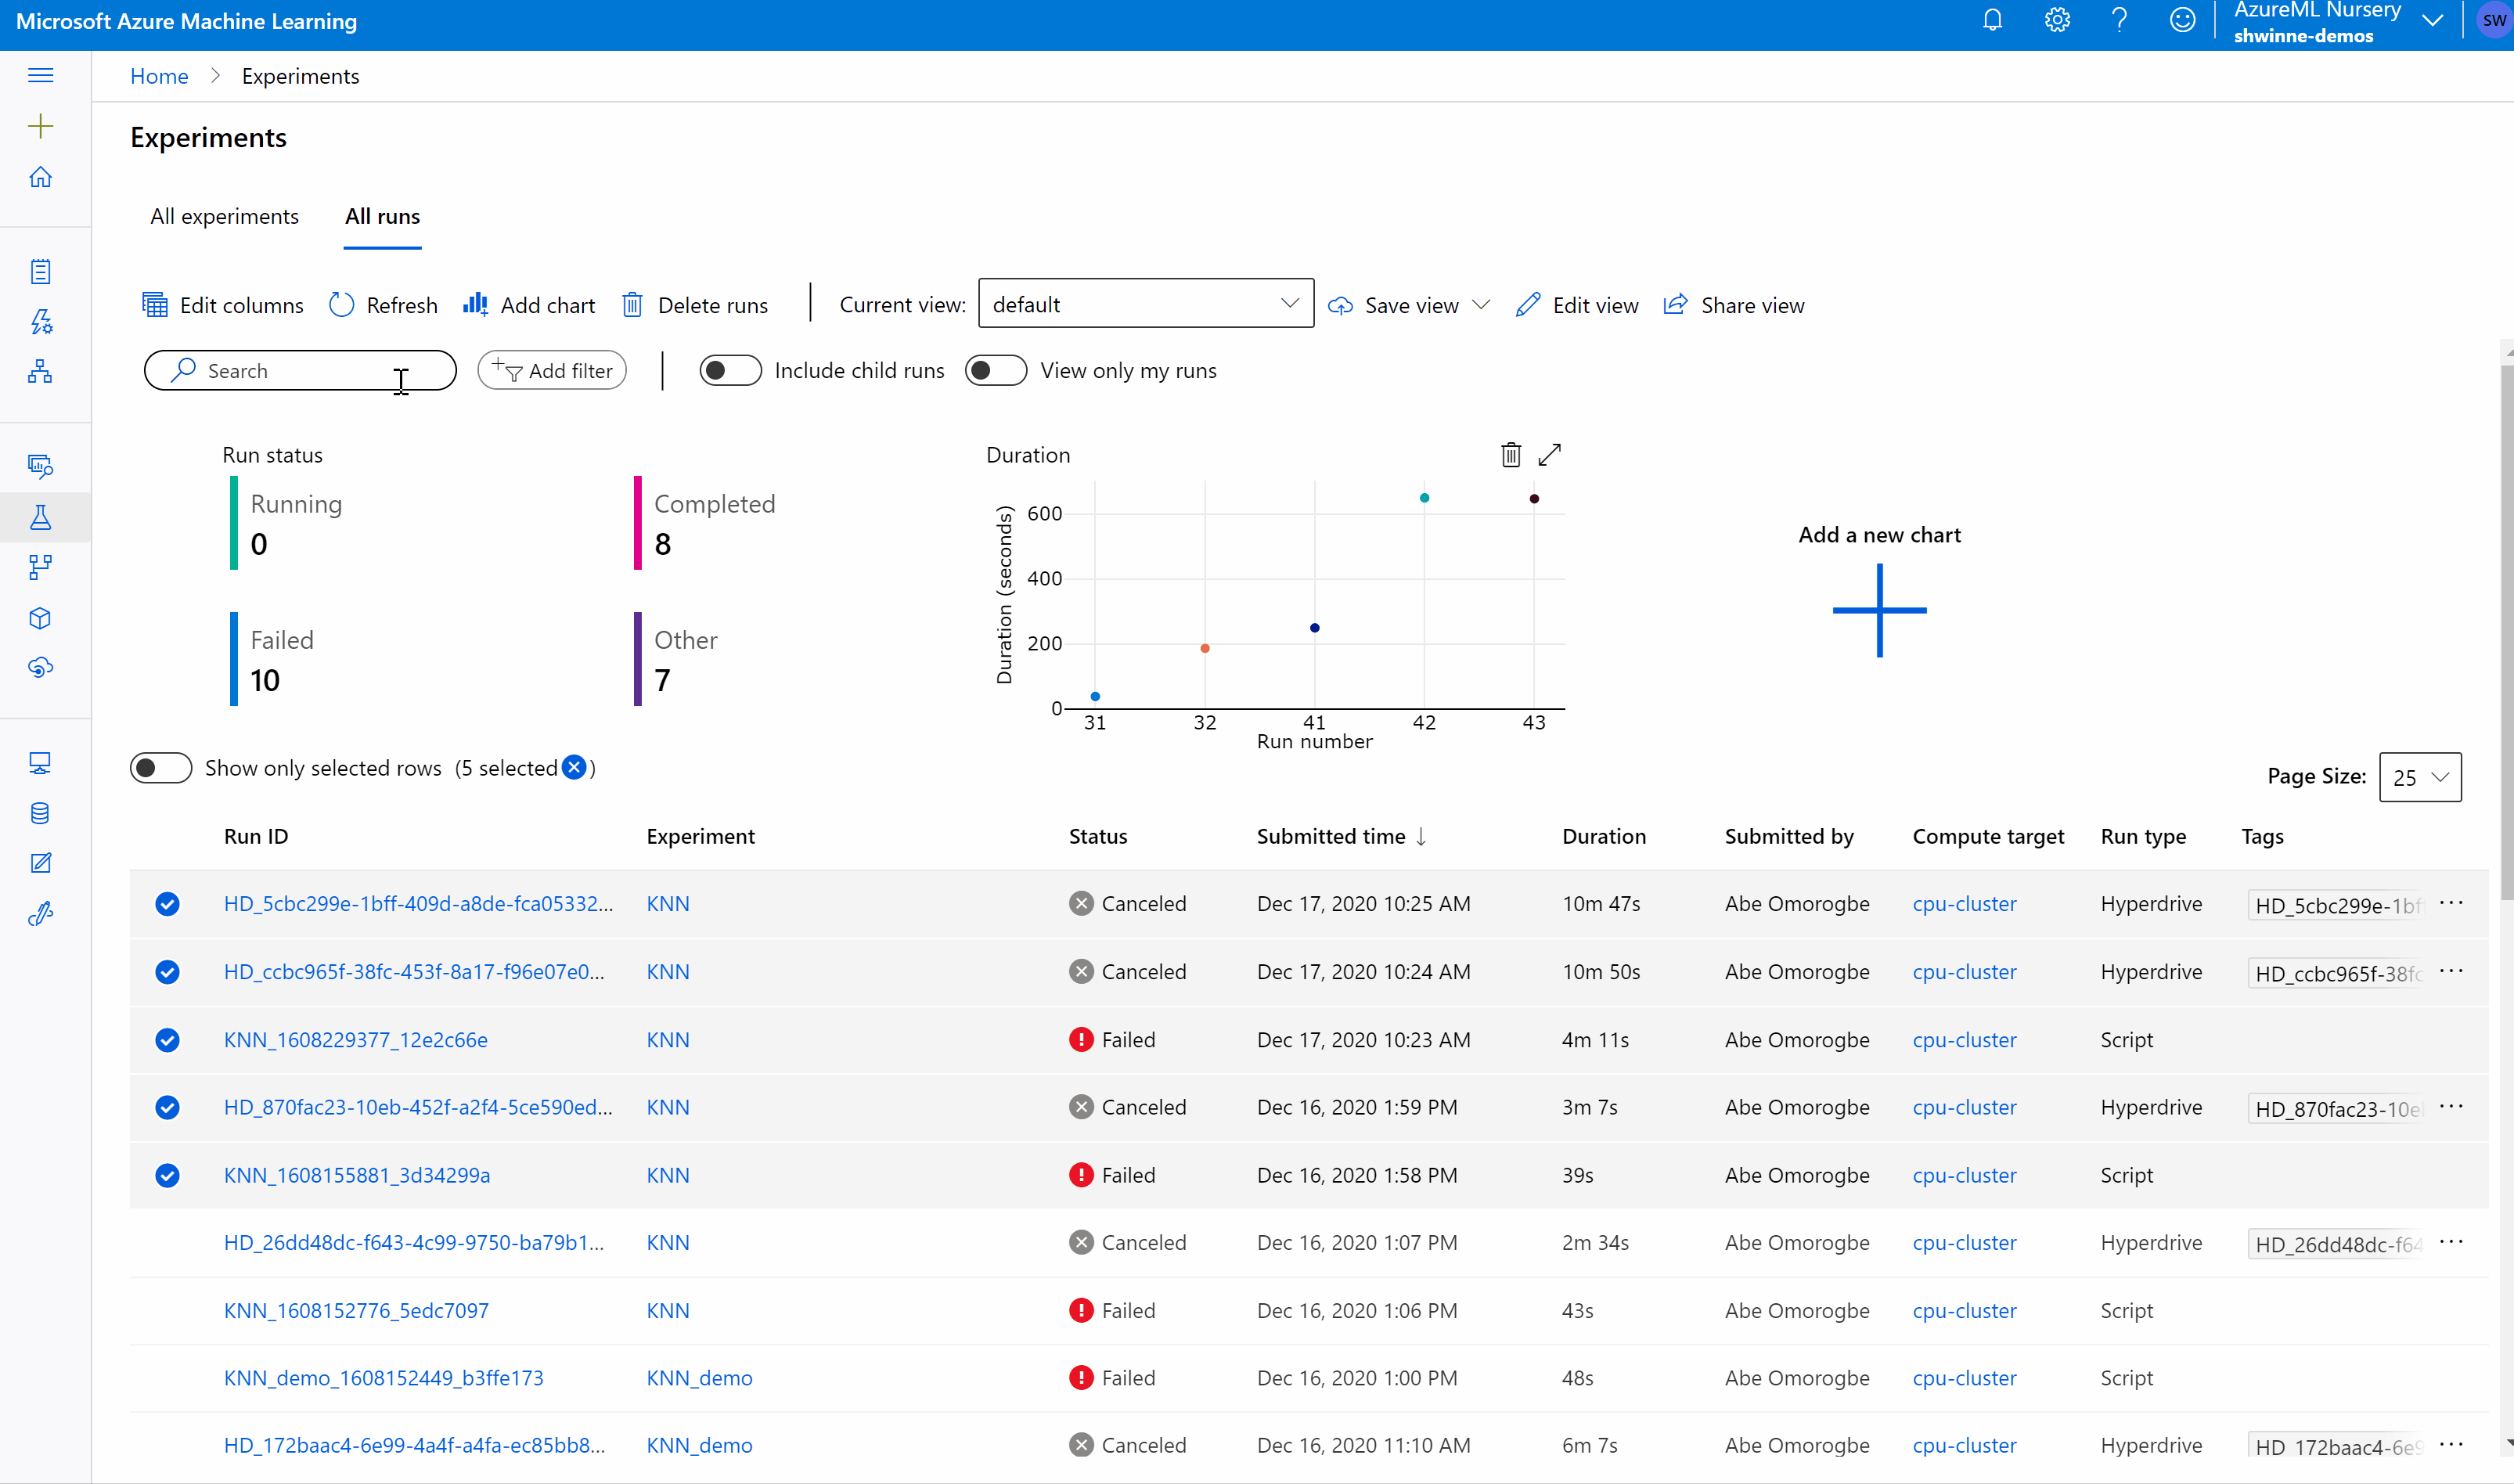 Microsoft Azure Machine Learning
AzureML Nursery
shwinne-demos
SW
Home > Experiments
Experiments
All experiments All runs
Edit columns Refresh Add chart Delete runs Current view: default Save view Edit view Share view
Search Add filter Include child runs View only my runs
Run status
Running
0
Completed
8
Failed
10
Other
7
Duration
Duration (seconds)
600
400
200
0
31 32 41 42 43
Run number
Add a new chart
Show only selected rows (5 selected )
Page Size: 25
Run ID Experiment Status Submitted time ↓ Duration Submitted by Compute target Run type Tags
HD_5cbc299e-1bff-409d-a8de-fca05332... KNN Canceled Dec 17, 2020 10:25 AM 10m 47s Abe Omorogbe cpu-cluster Hyperdrive HD_5cbc299e-1bf ...
HD_ccbc965f-38fc-453f-8a17-f96e07e0... KNN Canceled Dec 17, 2020 10:24 AM 10m 50s Abe Omorogbe cpu-cluster Hyperdrive HD_ccbc965f-38fc ...
KNN_1608229377_12e2c66e KNN Failed Dec 17, 2020 10:23 AM 4m 11s Abe Omorogbe cpu-cluster Script
HD_870fac23-10eb-452f-a2f4-5ce590ed... KNN Canceled Dec 16, 2020 1:59 PM 3m 7s Abe Omorogbe cpu-cluster Hyperdrive HD_870fac23-10e ...
KNN_1608155881_3d34299a KNN Failed Dec 16, 2020 1:58 PM 39s Abe Omorogbe cpu-cluster Script
HD_26dd48dc-f643-4c99-9750-ba79b1... KNN Canceled Dec 16, 2020 1:07 PM 2m 34s Abe Omorogbe cpu-cluster Hyperdrive HD_26dd48dc-f64 ...
KNN_1608152776_5edc7097 KNN Failed Dec 16, 2020 1:06 PM 43s Abe Omorogbe cpu-cluster Script
KNN_demo_1608152449_b3ffe173 KNN_demo Failed Dec 16, 2020 1:00 PM 48s Abe Omorogbe cpu-cluster Script
HD_172baac4-6e99-4a4f-a4fa-ec85bb8... KNN_demo Canceled Dec 16, 2020 11:10 AM 6m 7s Abe Omorogbe cpu-cluster Hyperdrive HD_172baac4-6e9 ...